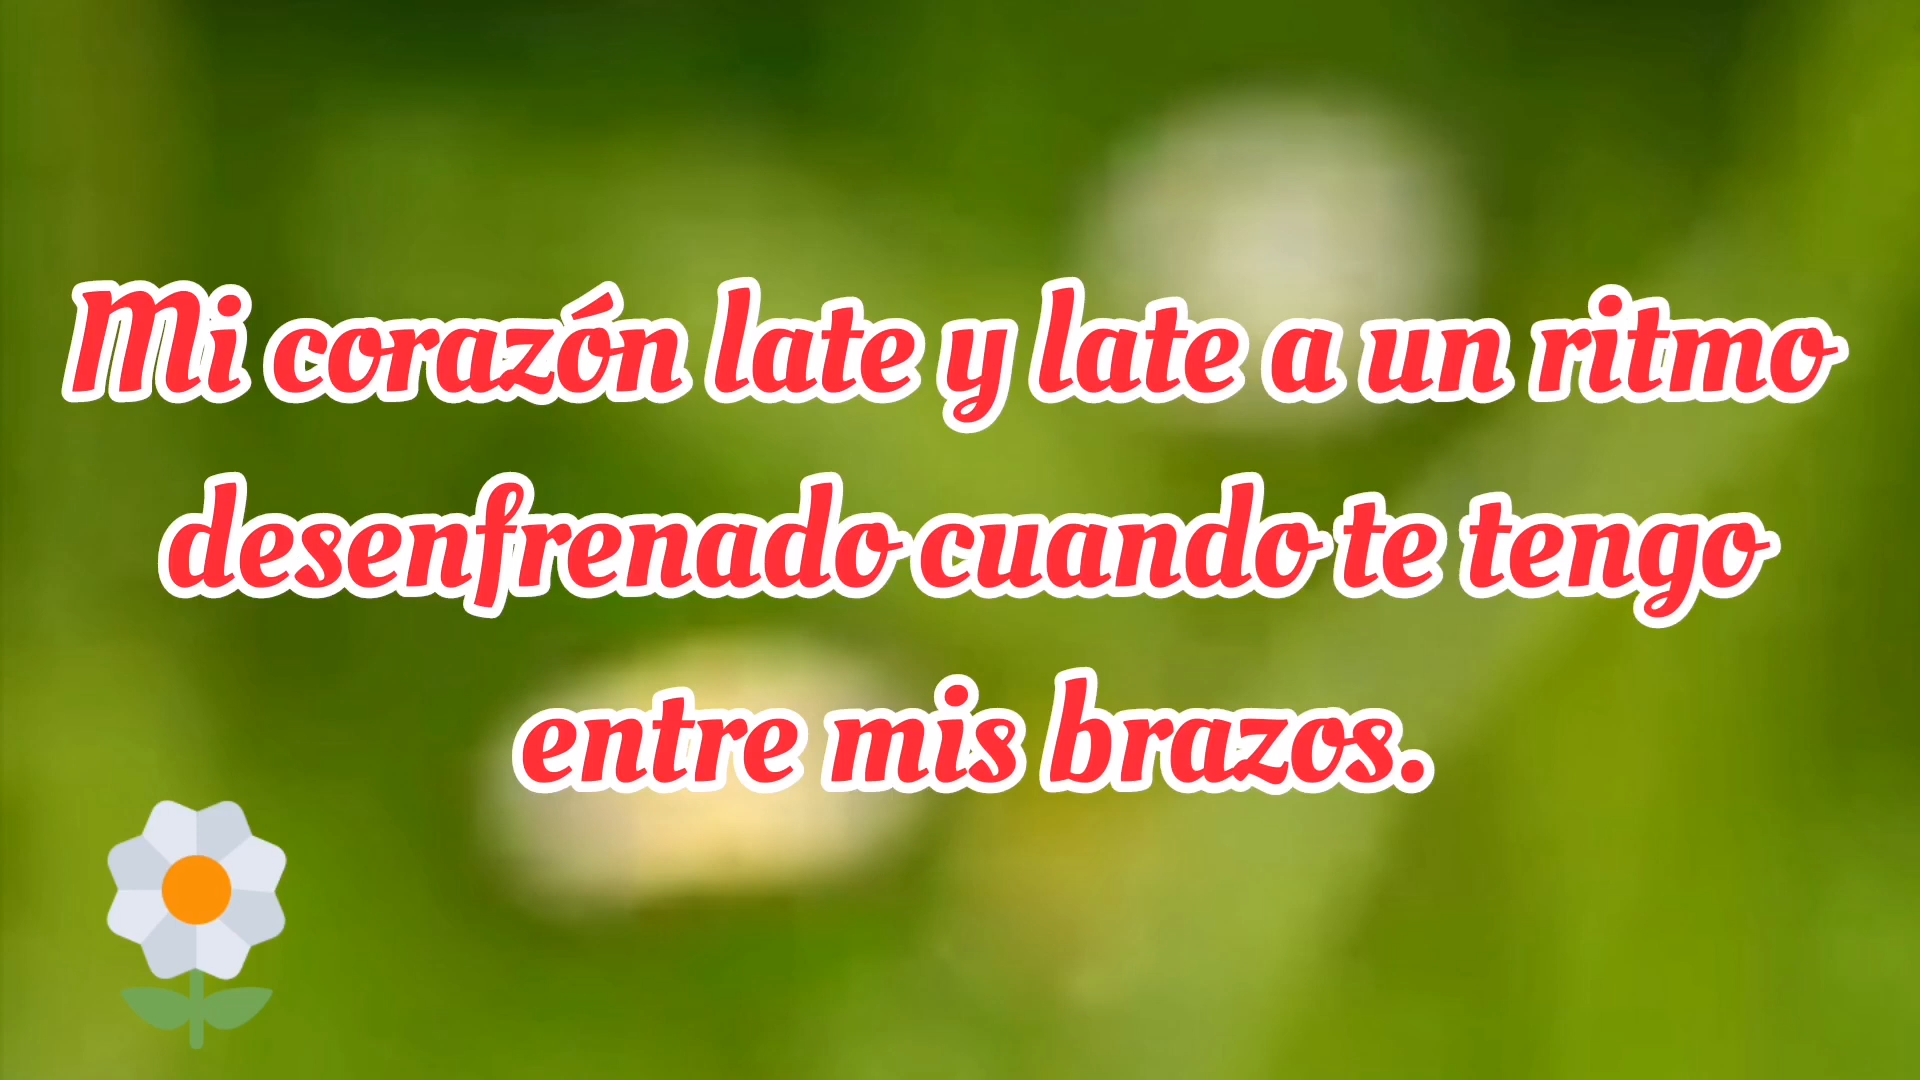 Mi corazón late y late a un ritmo
desenfrenado cuando te tengo
entre mis brazos.